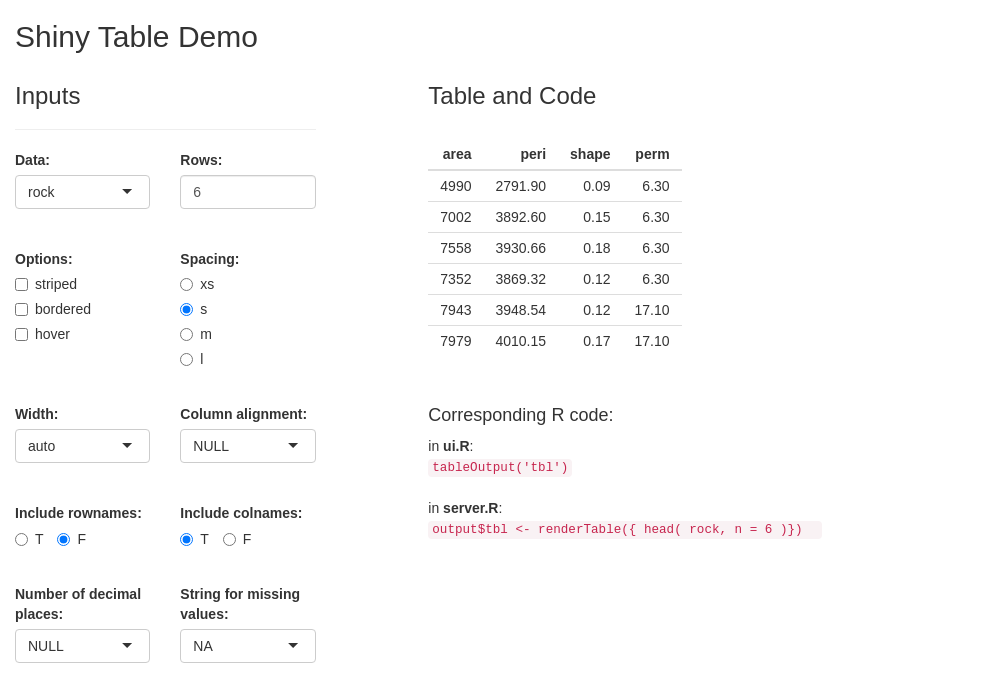 Shiny Table Demo
Inputs
Data: Rows:
rock 6
Options: Spacing:
striped xs
bordered s
hover m
l
Width: Column alignment:
auto NULL
Include rownames: Include colnames:
T F T F
Number of decimal places: String for missing values:
NULL NA
Table and Code
area peri shape perm
4990 2791.90 0.09 6.30
7002 3892.60 0.15 6.30
7558 3930.66 0.18 6.30
7352 3869.32 0.12 6.30
7943 3948.54 0.12 17.10
7979 4010.15 0.17 17.10
Corresponding R code:
in ui.R:
tableOutput('tbl')
in server.R:
output$tbl <- renderTable({ head( rock, n = 6 )})